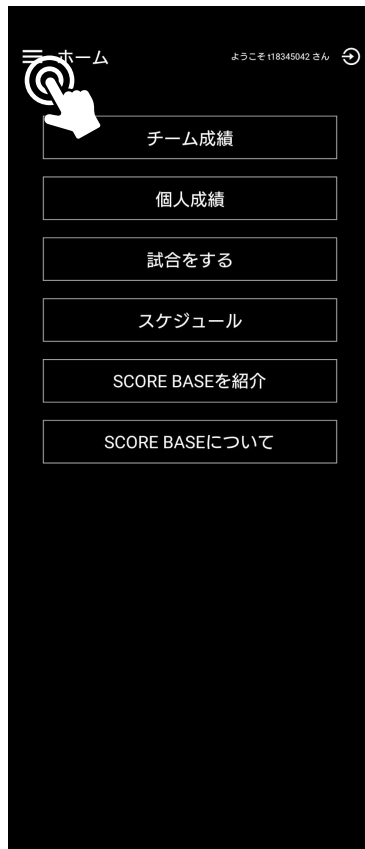 ホーム
ようこそ t18345042 さん
チーム成績
個人成績
試合をする
スケジュール
SCORE BASEを紹介
SCORE BASEについて